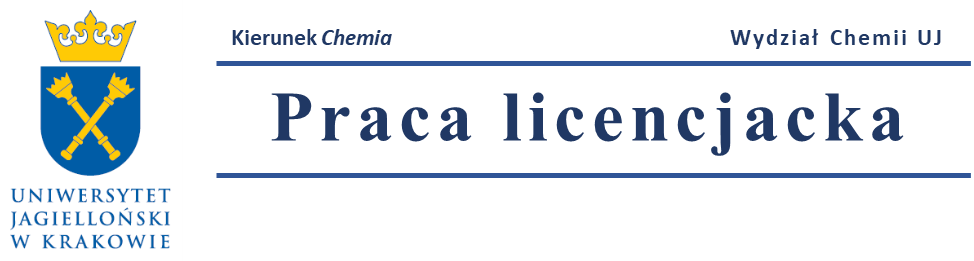 Kierunek Chemia
Wydział Chemii UJ
Praca licencjacka
UNIWERSYTET
JAGIELLOŃSKI
W KRAKOWIE